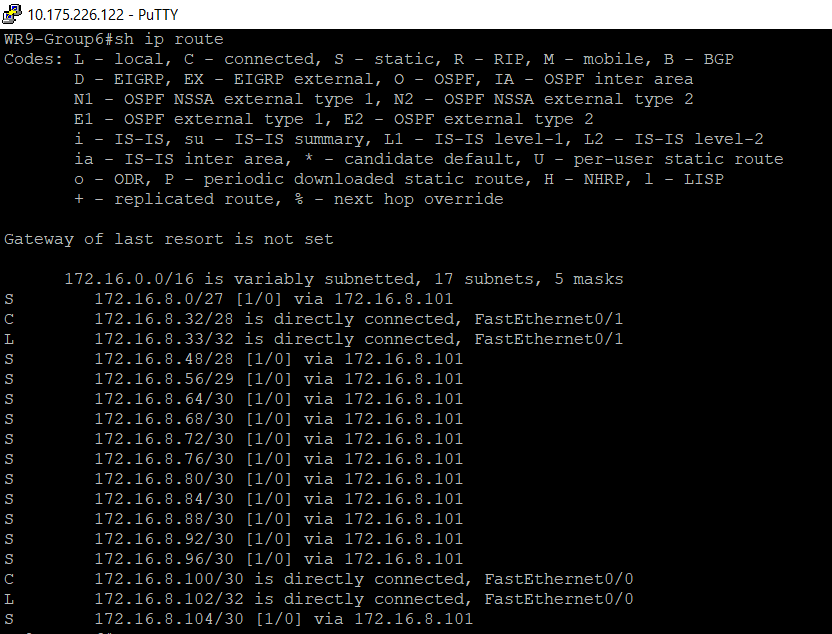 10.175.226.122 - PuTTY
WR9-Group6#sh ip route
Codes: L - local, C - connected, S - static, R - RIP, M - mobile, B - BGP
       D - EIGRP, EX - EIGRP external, O - OSPF, IA - OSPF inter area
       N1 - OSPF NSSA external type 1, N2 - OSPF NSSA external type 2
       E1 - OSPF external type 1, E2 - OSPF external type 2
       i - IS-IS, su - IS-IS summary, L1 - IS-IS level-1, L2 - IS-IS level-2
       ia - IS-IS inter area, * - candidate default, U - per-user static route
       o - ODR, P - periodic downloaded static route, H - NHRP, l - LISP
       + - replicated route, % - next hop override
Gateway of last resort is not set
      172.16.0.0/16 is variably subnetted, 17 subnets, 5 masks
S        172.16.8.0/27 [1/0] via 172.16.8.101
C        172.16.8.32/28 is directly connected, FastEthernet0/1
L        172.16.8.33/32 is directly connected, FastEthernet0/1
S        172.16.8.48/28 [1/0] via 172.16.8.101
S        172.16.8.56/29 [1/0] via 172.16.8.101
S        172.16.8.64/30 [1/0] via 172.16.8.101
S        172.16.8.68/30 [1/0] via 172.16.8.101
S        172.16.8.72/30 [1/0] via 172.16.8.101
S        172.16.8.76/30 [1/0] via 172.16.8.101
S        172.16.8.80/30 [1/0] via 172.16.8.101
S        172.16.8.84/30 [1/0] via 172.16.8.101
S        172.16.8.88/30 [1/0] via 172.16.8.101
S        172.16.8.92/30 [1/0] via 172.16.8.101
S        172.16.8.96/30 [1/0] via 172.16.8.101
C        172.16.8.100/30 is directly connected, FastEthernet0/0
L        172.16.8.102/32 is directly connected, FastEthernet0/0
S        172.16.8.104/30 [1/0] via 172.16.8.101